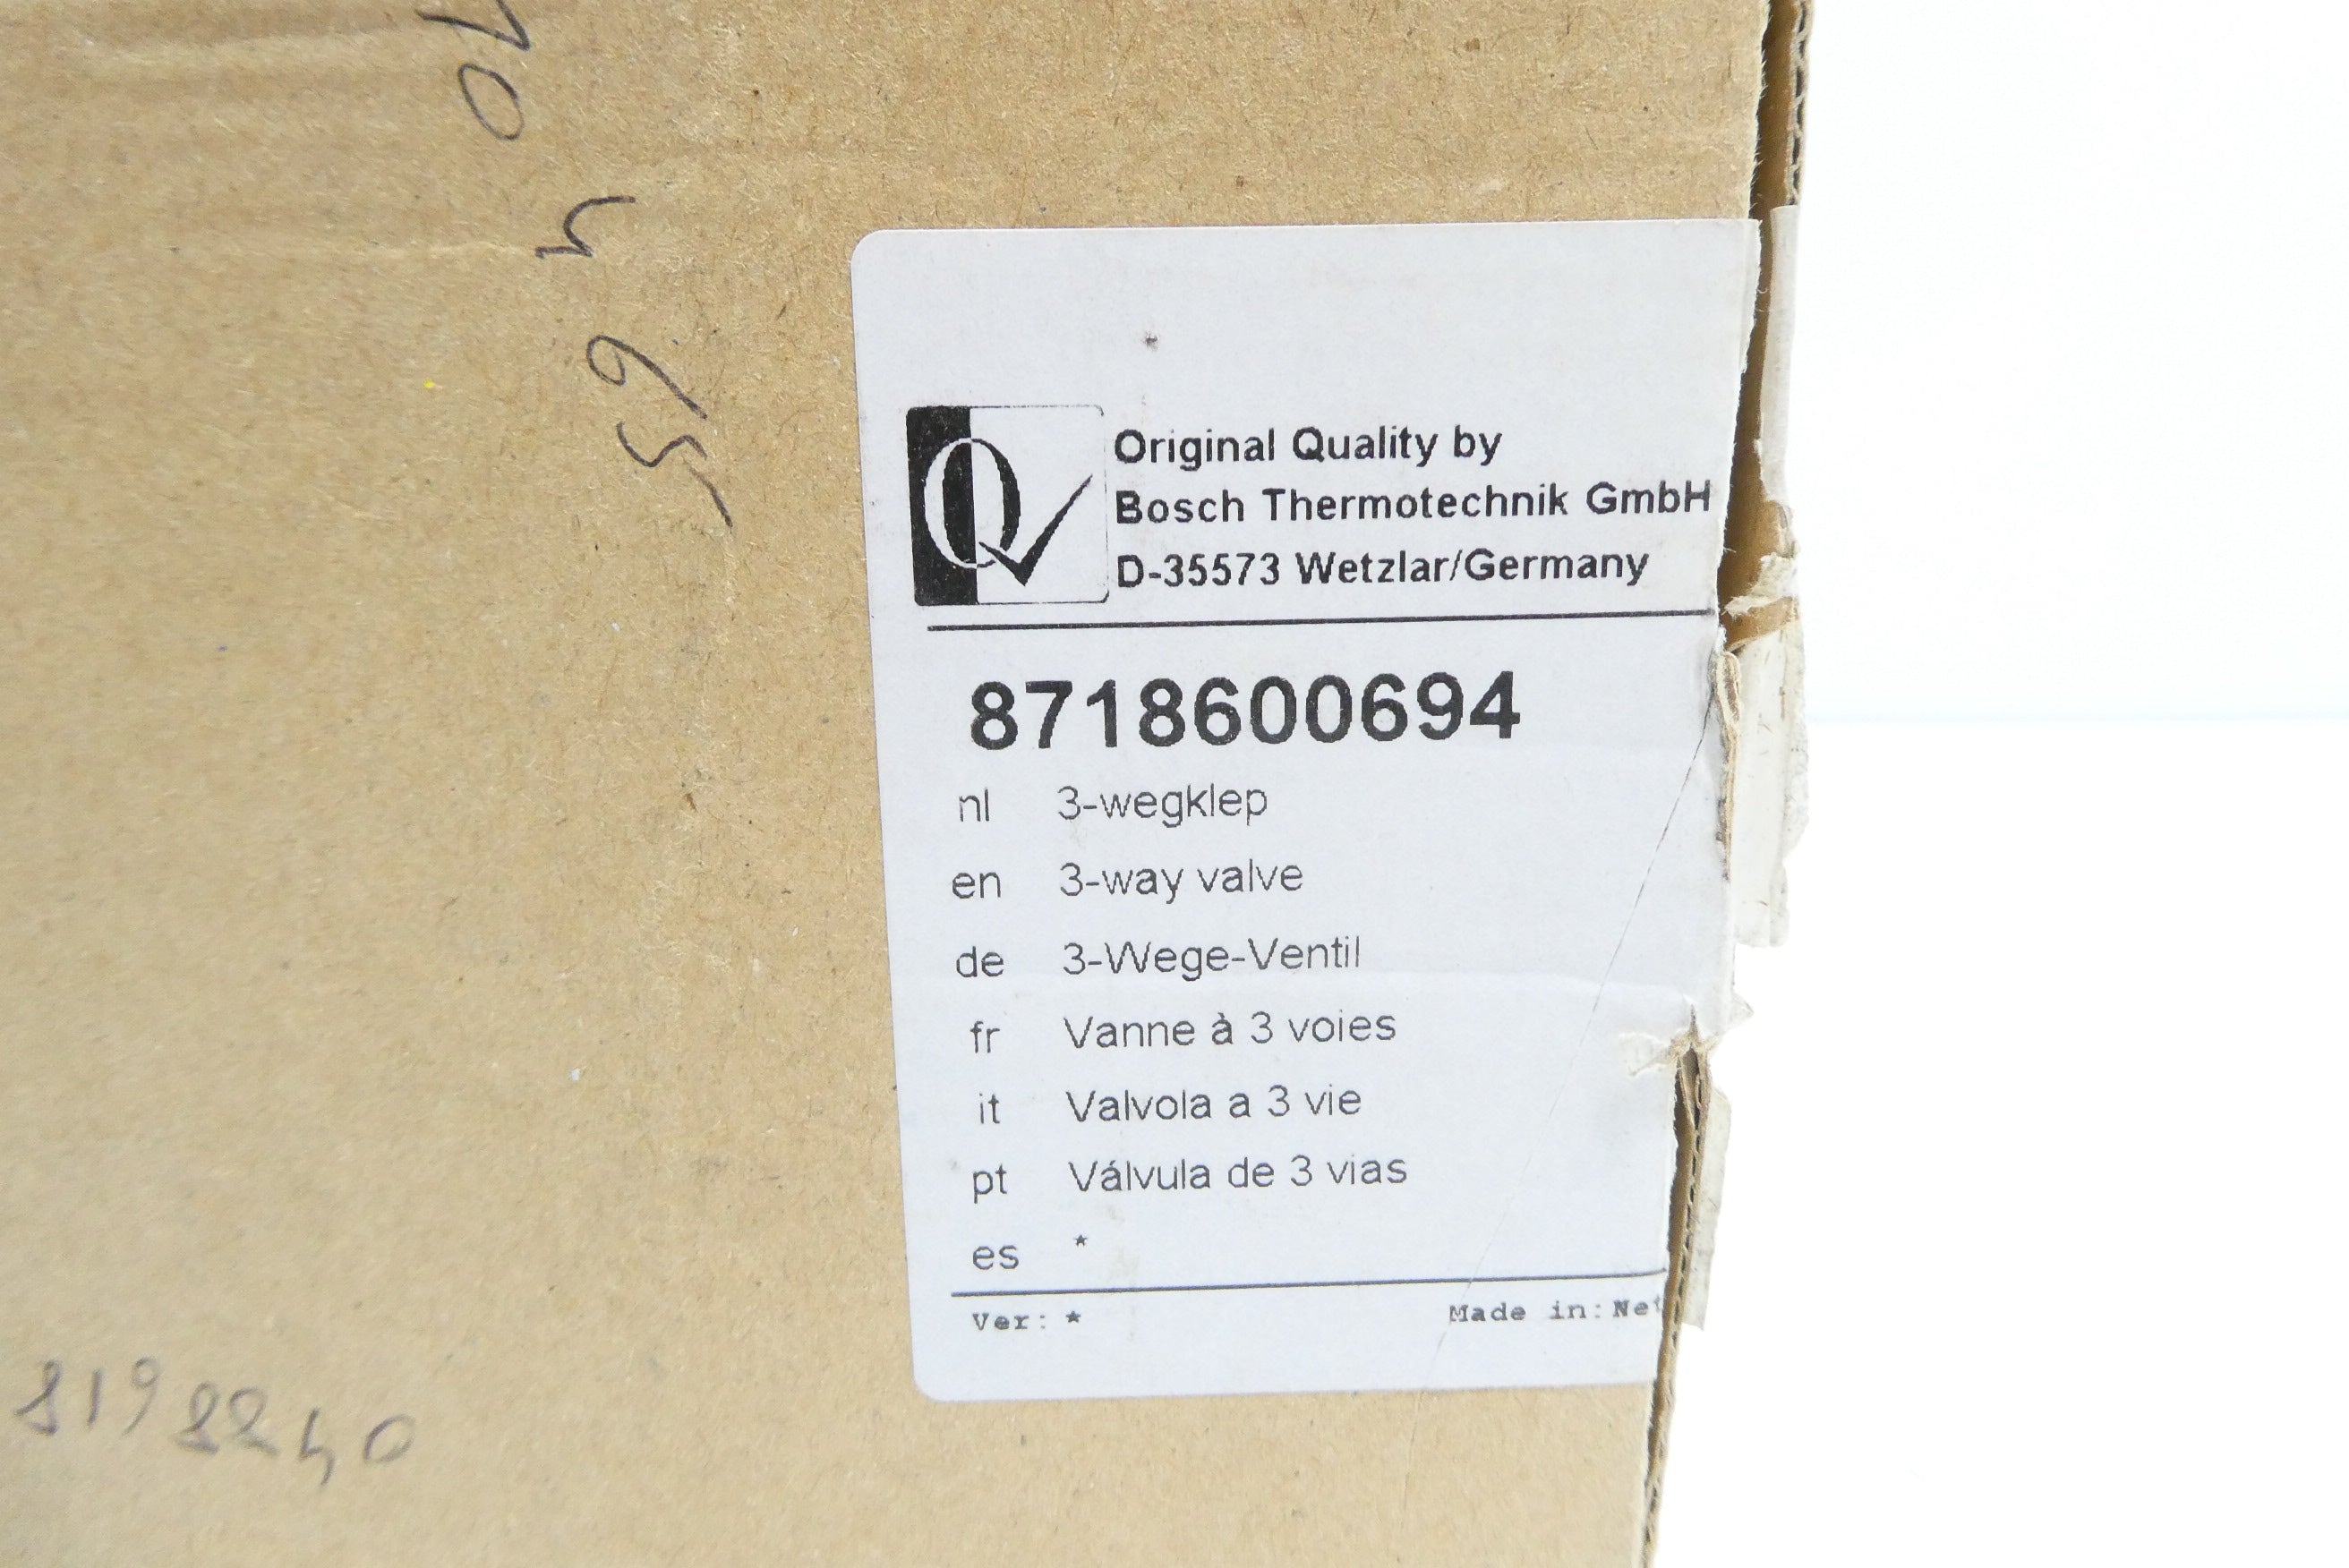 Original Quality by
Bosch Thermotechnik GmbH
D-35573 Wetzlar/Germany
8718600694
nl 3-wegklep
en 3-way valve
de 3-Wege-Ventil
fr Vanne à 3 voies
it Valvola a 3 vie
pt Válvula de 3 vias
es *
Ver: * Made in:
8198240